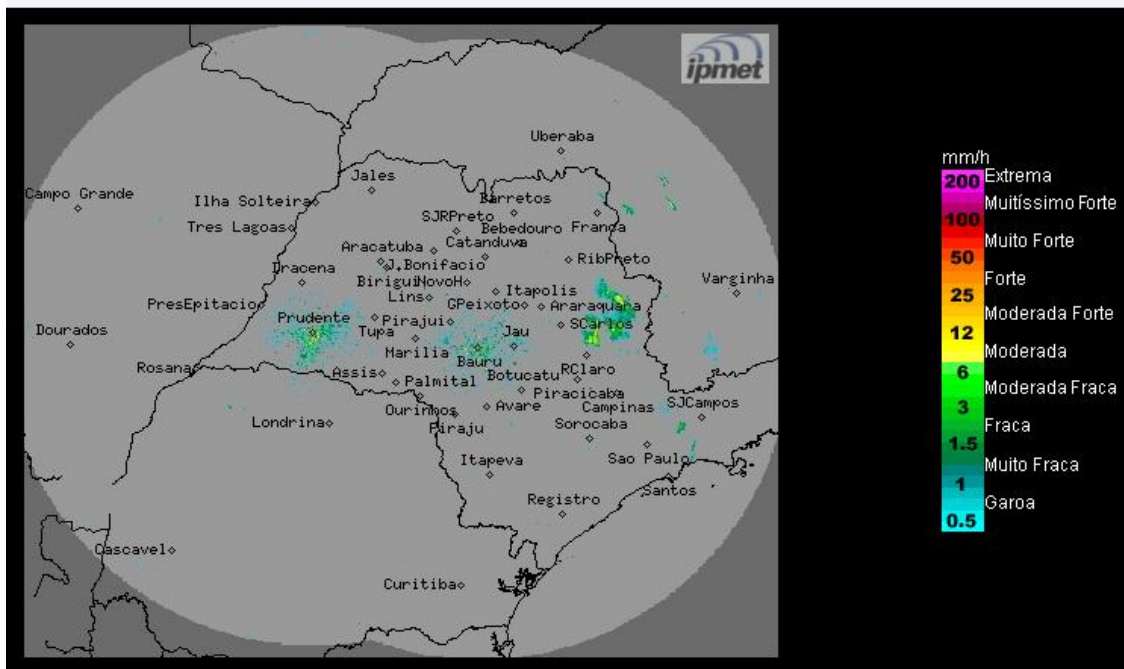 ipmet
Uberaba
Jales
Campo Grande
Ilha Solteira
Barretos
SJRPreto
Tres Lagoas
Bebedouro
Franca
Catanduva
Aracatuba
RibPreto
J.Bonifacio
Dracena
Varginha
Birigui
NovoH
Itapolis
Lins
PresEpitacio
GPeixoto
Araraquara
Prudente
Pirajui
SCarlos
Dourados
Tupa
Jau
Marilia
Bauru
Rosana
Assis
Botucatu
RClaro
Palmital
Piracicaba
Ourinhos
Avare
Campinas
SJCampos
Londrina
Piraju
Sorocaba
Itapeva
Sao Paulo
Santos
Registro
Cascavel
Curitiba
mm/h
200 Extrema
Muitíssimo Forte
100
Muito Forte
50
Forte
25
Moderada Forte
12
Moderada
6
Moderada Fraca
3
Fraca
1.5
Muito Fraca
1
Garoa
0.5